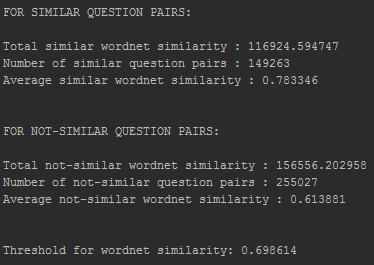 FOR SIMILAR QUESTION PAIRS:
Total similar wordnet similarity : 116924.594747
Number of similar question pairs : 149263
Average similar wordnet similarity : 0.783346
FOR NOT-SIMILAR QUESTION PAIRS:
Total not-similar wordnet similarity : 156556.202958
Number of not-similar question pairs : 255027
Average not-similar wordnet similarity : 0.613881
Threshold for wordnet similarity: 0.698614